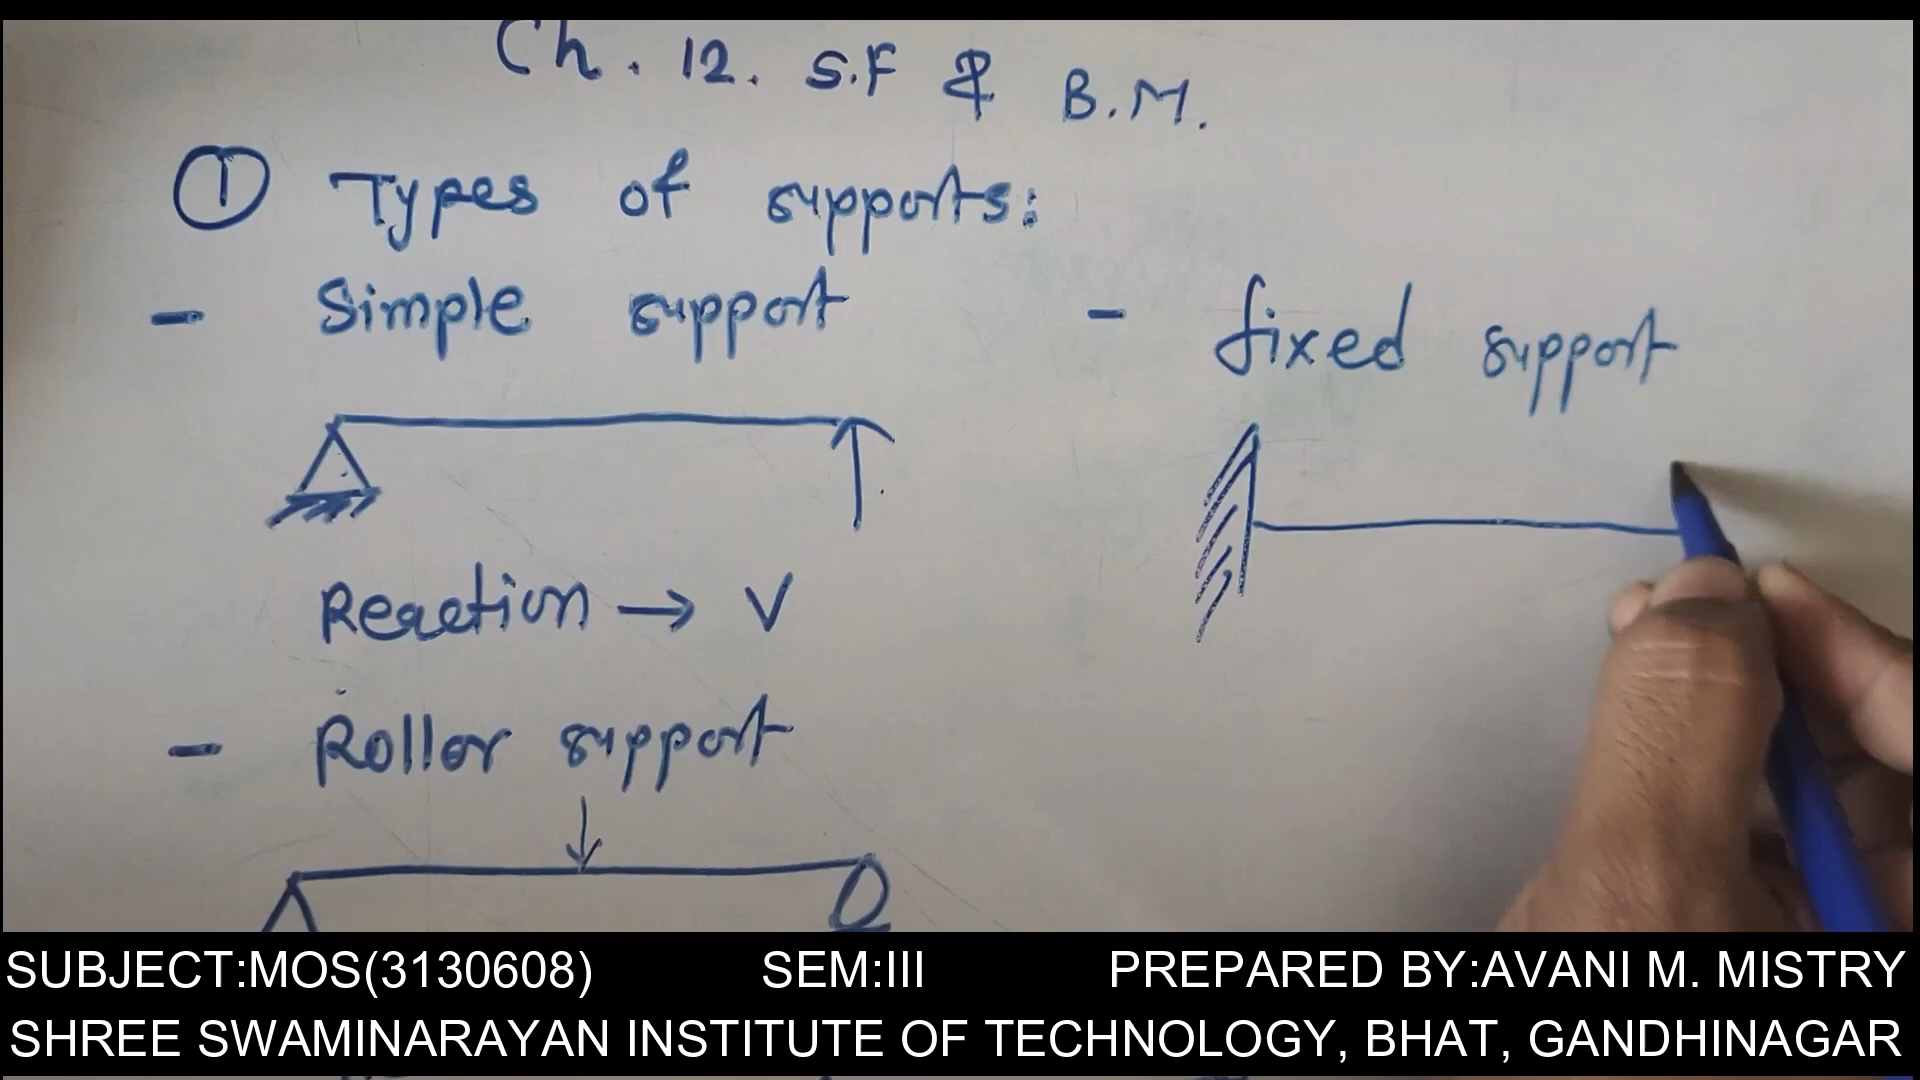 Ch. 12. S.F & B.M.
① Types of supports:
- Simple support
Reaction → V
- Rollor support
- fixed support
SUBJECT:MOS(3130608) SEM:III PREPARED BY:AVANI M. MISTRY
SHREE SWAMINARAYAN INSTITUTE OF TECHNOLOGY, BHAT, GANDHINAGAR